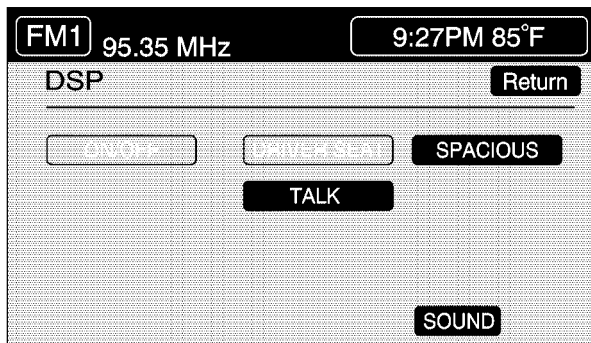 FM1 95.35 MHz 9:27PM 85°F
DSP Return
ON/OFF DRIVER SEAT SPACIOUS
TALK
SOUND